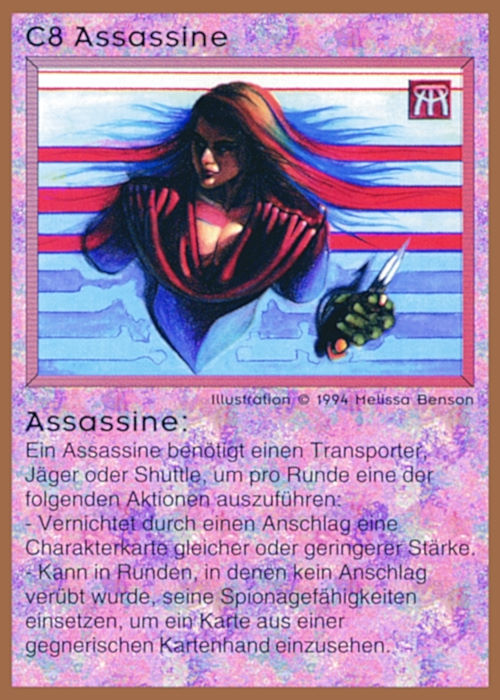 C8 Assassine
Illustration © 1994 Melissa Benson
Assassine:
Ein Assassine benötigt einen Transporter,
Jäger oder Shuttle, um pro Runde eine der
folgenden Aktionen auszuführen:
- Vernichtet durch einen Anschlag eine
Charakterkarte gleicher oder geringerer Stärke.
- Kann in Runden, in denen kein Anschlag
verübt wurde, seine Spionagefähigkeiten
einsetzen, um ein Karte aus einer
gegnerischen Kartenhand einzusehen.